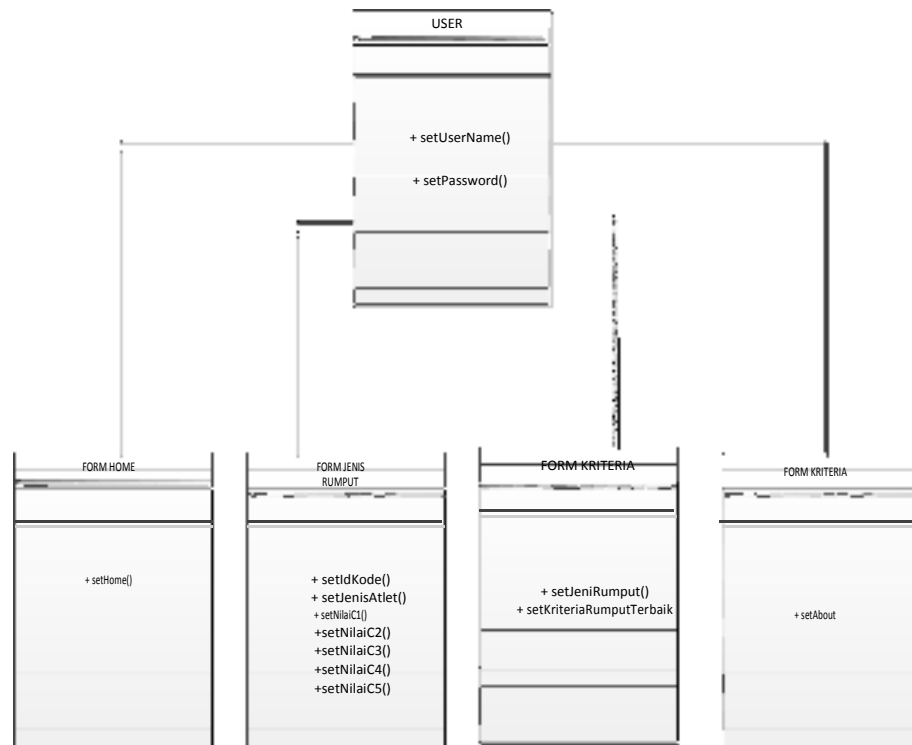 USER
+ setUserName()
+ setPassword()
FORM HOME
+ setHome()
FORM JENIS
RUMPUT
+ setIdKode()
+ setJenisAtlet()
+ setNilaiC1()
+setNilaiC2()
+setNilaiC3()
+setNilaiC4()
+setNilaiC5()
FORM KRITERIA
+ setJeniRumput()
+ setKriteriaRumputTerbaik
FORM KRITERIA
+ setAbout